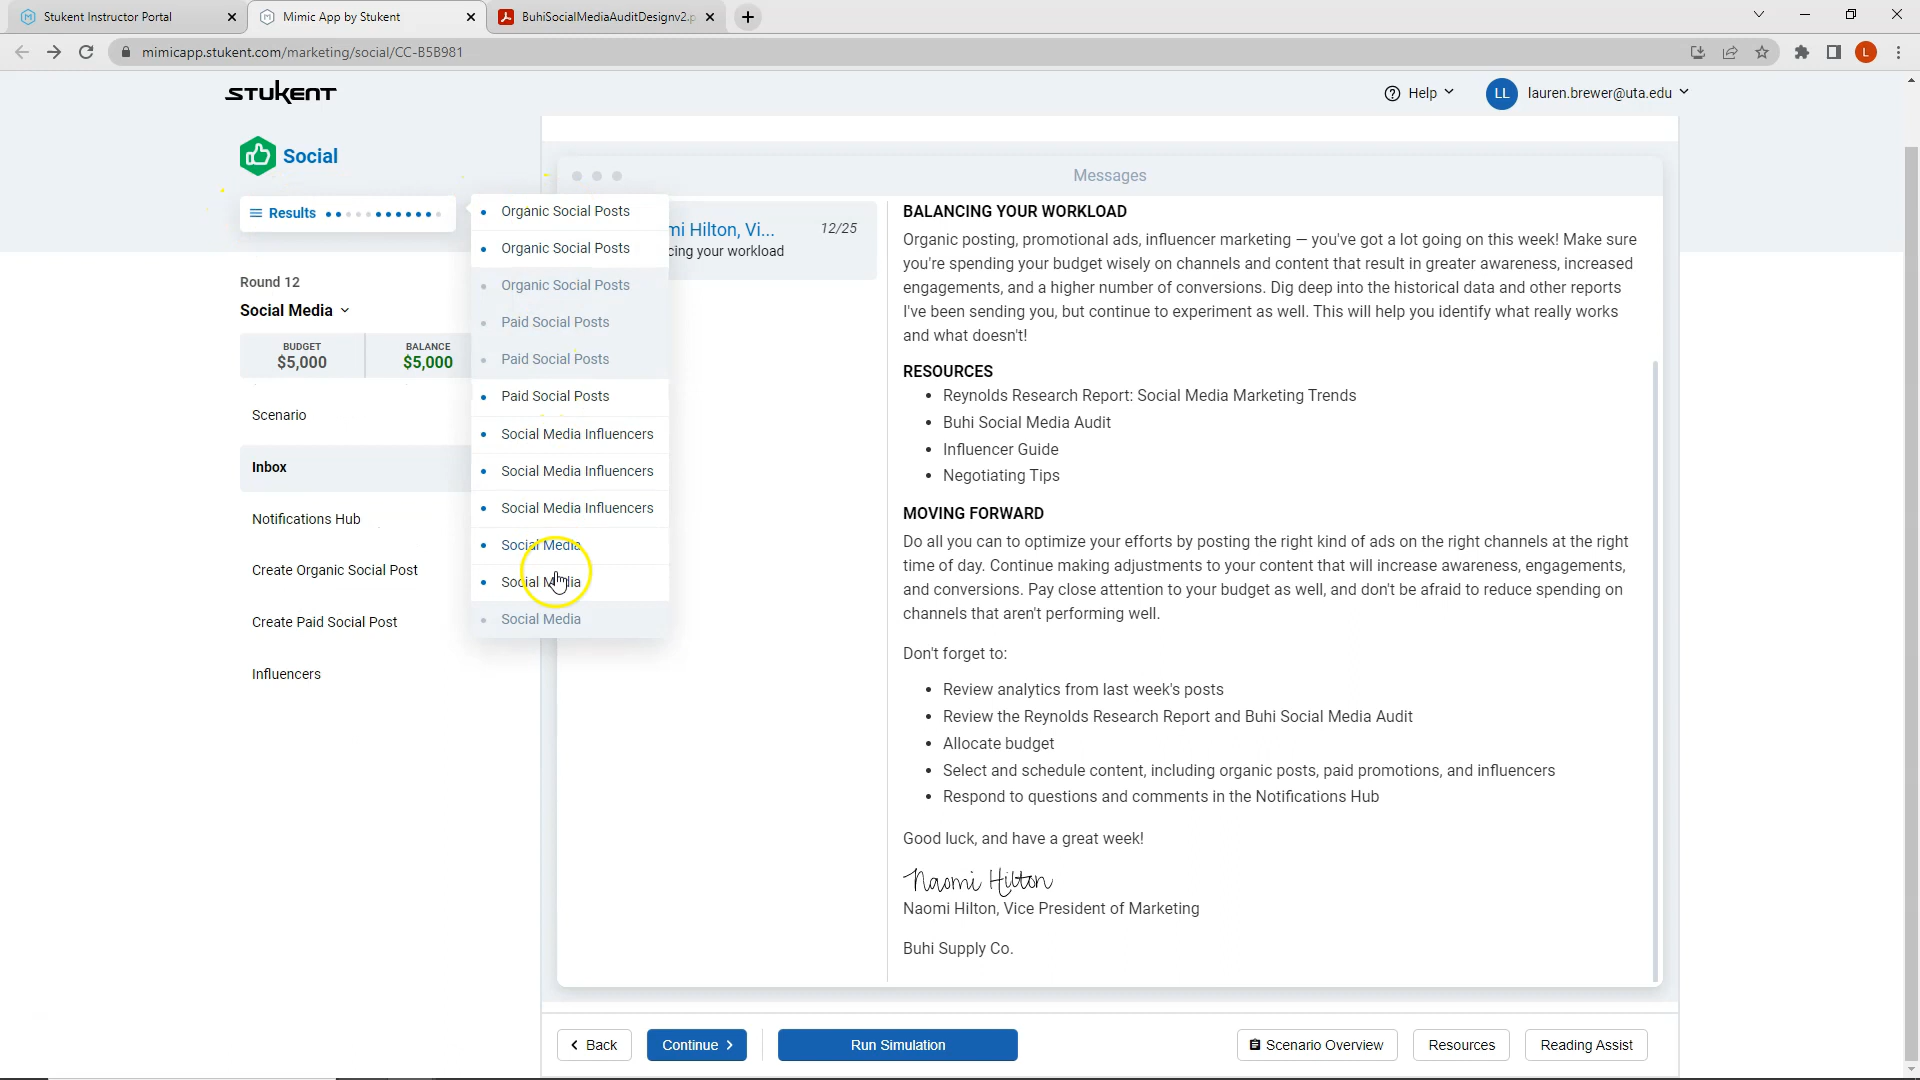 Stukent Instructor Portal
Mimic App by Stukent
BuhiSocialMediaAuditDesignv2.p
mimicapp.stukent.com/marketing/social/CC-B5B981
L
STUKENT
Help
LL
lauren.brewer@uta.edu
Social
Results
Round 12
Social Media
BUDGET
$5,000
BALANCE
$5,000
Scenario
Inbox
Notifications Hub
Create Organic Social Post
Create Paid Social Post
Influencers
Organic Social Posts
Organic Social Posts
Organic Social Posts
Paid Social Posts
Paid Social Posts
Paid Social Posts
Social Media Influencers
Social Media Influencers
Social Media Influencers
Social Media
Social Media
Social Media
Messages
mi Hilton, Vi...
12/25
cing your workload
BALANCING YOUR WORKLOAD
Organic posting, promotional ads, influencer marketing — you've got a lot going on this week! Make sure
you're spending your budget wisely on channels and content that result in greater awareness, increased
engagements, and a higher number of conversions. Dig deep into the historical data and other reports
I've been sending you, but continue to experiment as well. This will help you identify what really works
and what doesn't!
RESOURCES
• Reynolds Research Report: Social Media Marketing Trends
• Buhi Social Media Audit
• Influencer Guide
• Negotiating Tips
MOVING FORWARD
Do all you can to optimize your efforts by posting the right kind of ads on the right channels at the right
time of day. Continue making adjustments to your content that will increase awareness, engagements,
and conversions. Pay close attention to your budget as well, and don't be afraid to reduce spending on
channels that aren't performing well.
Don't forget to:
• Review analytics from last week's posts
• Review the Reynolds Research Report and Buhi Social Media Audit
• Allocate budget
• Select and schedule content, including organic posts, paid promotions, and influencers
• Respond to questions and comments in the Notifications Hub
Good luck, and have a great week!
Naomi Hilton
Naomi Hilton, Vice President of Marketing
Buhi Supply Co.
Back
Continue
Run Simulation
Scenario Overview
Resources
Reading Assist